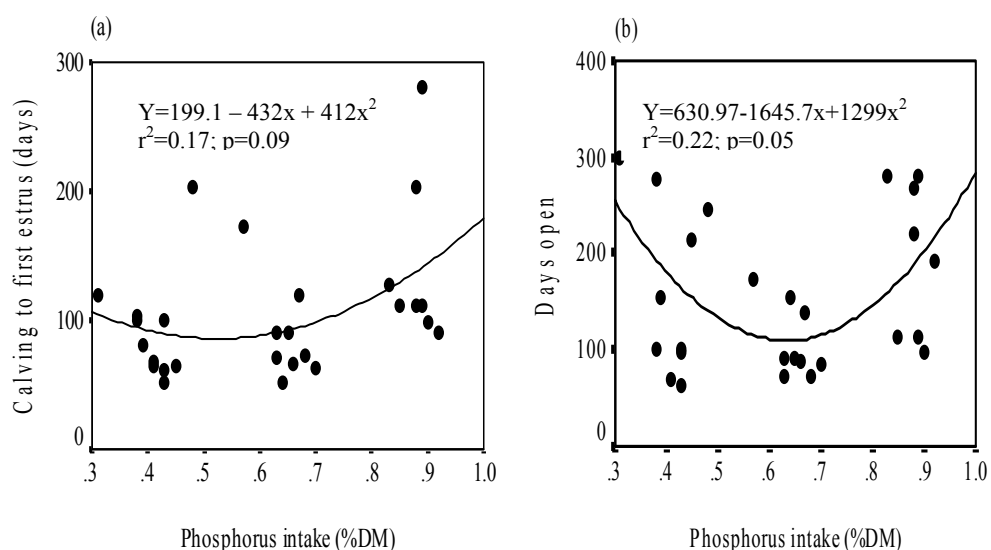 (a)
300
200
100
0
Calving to first estrus (days)
Y=199.1 – 432x + 412x²
r²=0.17; p=0.09
.3 .4 .5 .6 .7 .8 .9 1.0
Phosphorus intake (%DM)
(b)
400
300
200
100
0
Days open
Y=630.97-1645.7x+1299x²
r²=0.22; p=0.05
.3 .4 .5 .6 .7 .8 .9 1.0
Phosphorus intake (%DM)